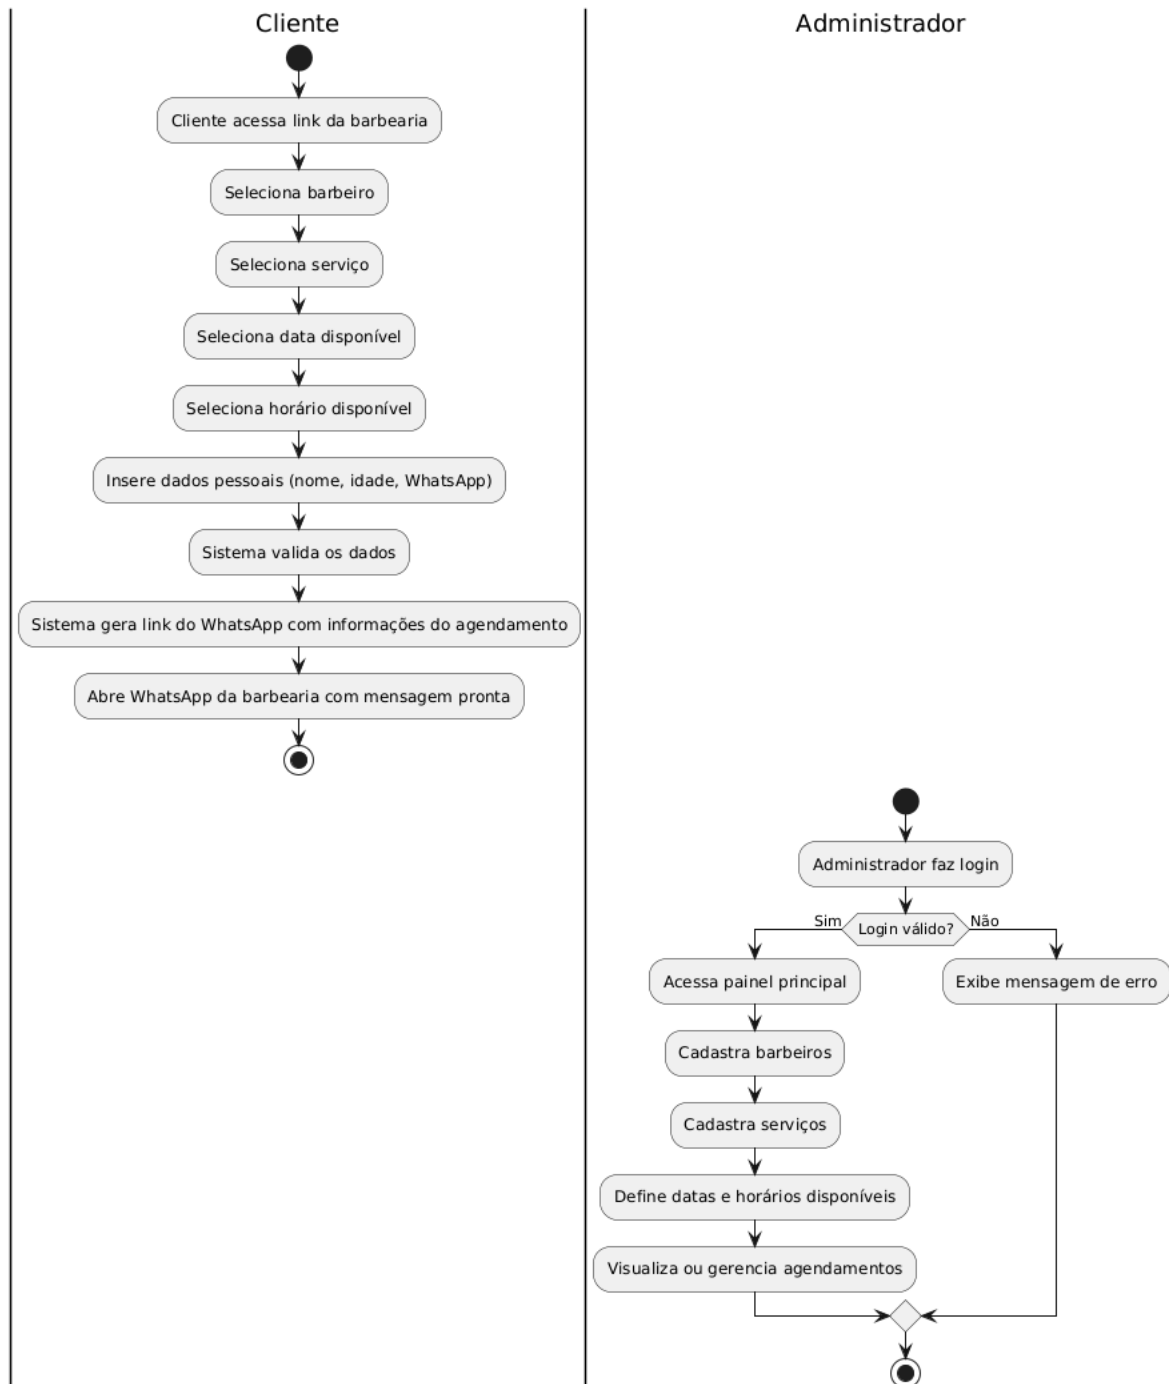 Cliente
Administrador
Cliente acessa link da barbearia
Seleciona barbeiro
Seleciona serviço
Seleciona data disponível
Seleciona horário disponível
Insere dados pessoais (nome, idade, WhatsApp)
Sistema valida os dados
Sistema gera link do WhatsApp com informações do agendamento
Abre WhatsApp da barbearia com mensagem pronta
Administrador faz login
Sim
Login válido?
Não
Acessa painel principal
Exibe mensagem de erro
Cadastra barbeiros
Cadastra serviços
Define datas e horários disponíveis
Visualiza ou gerencia agendamentos